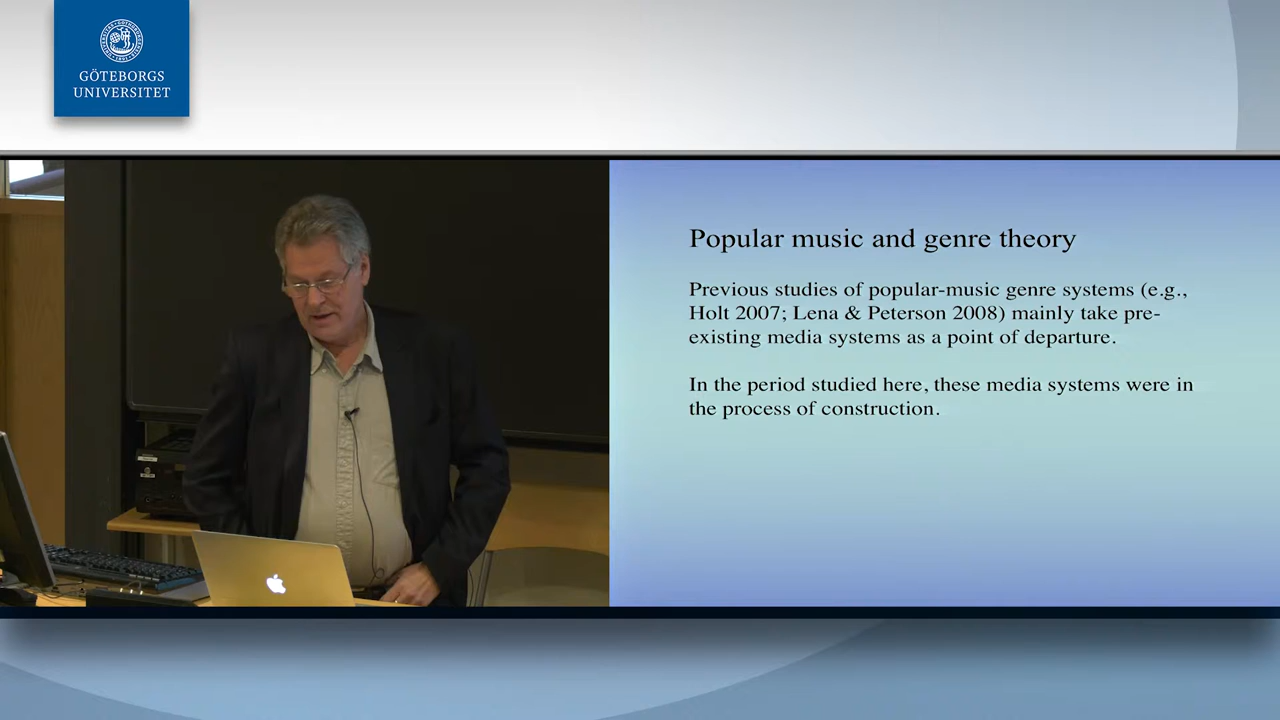 GÖTEBORGS
UNIVERSITET
Popular music and genre theory
Previous studies of popular-music genre systems (e.g.,
Holt 2007; Lena & Peterson 2008) mainly take pre-
existing media systems as a point of departure.
In the period studied here, these media systems were in
the process of construction.